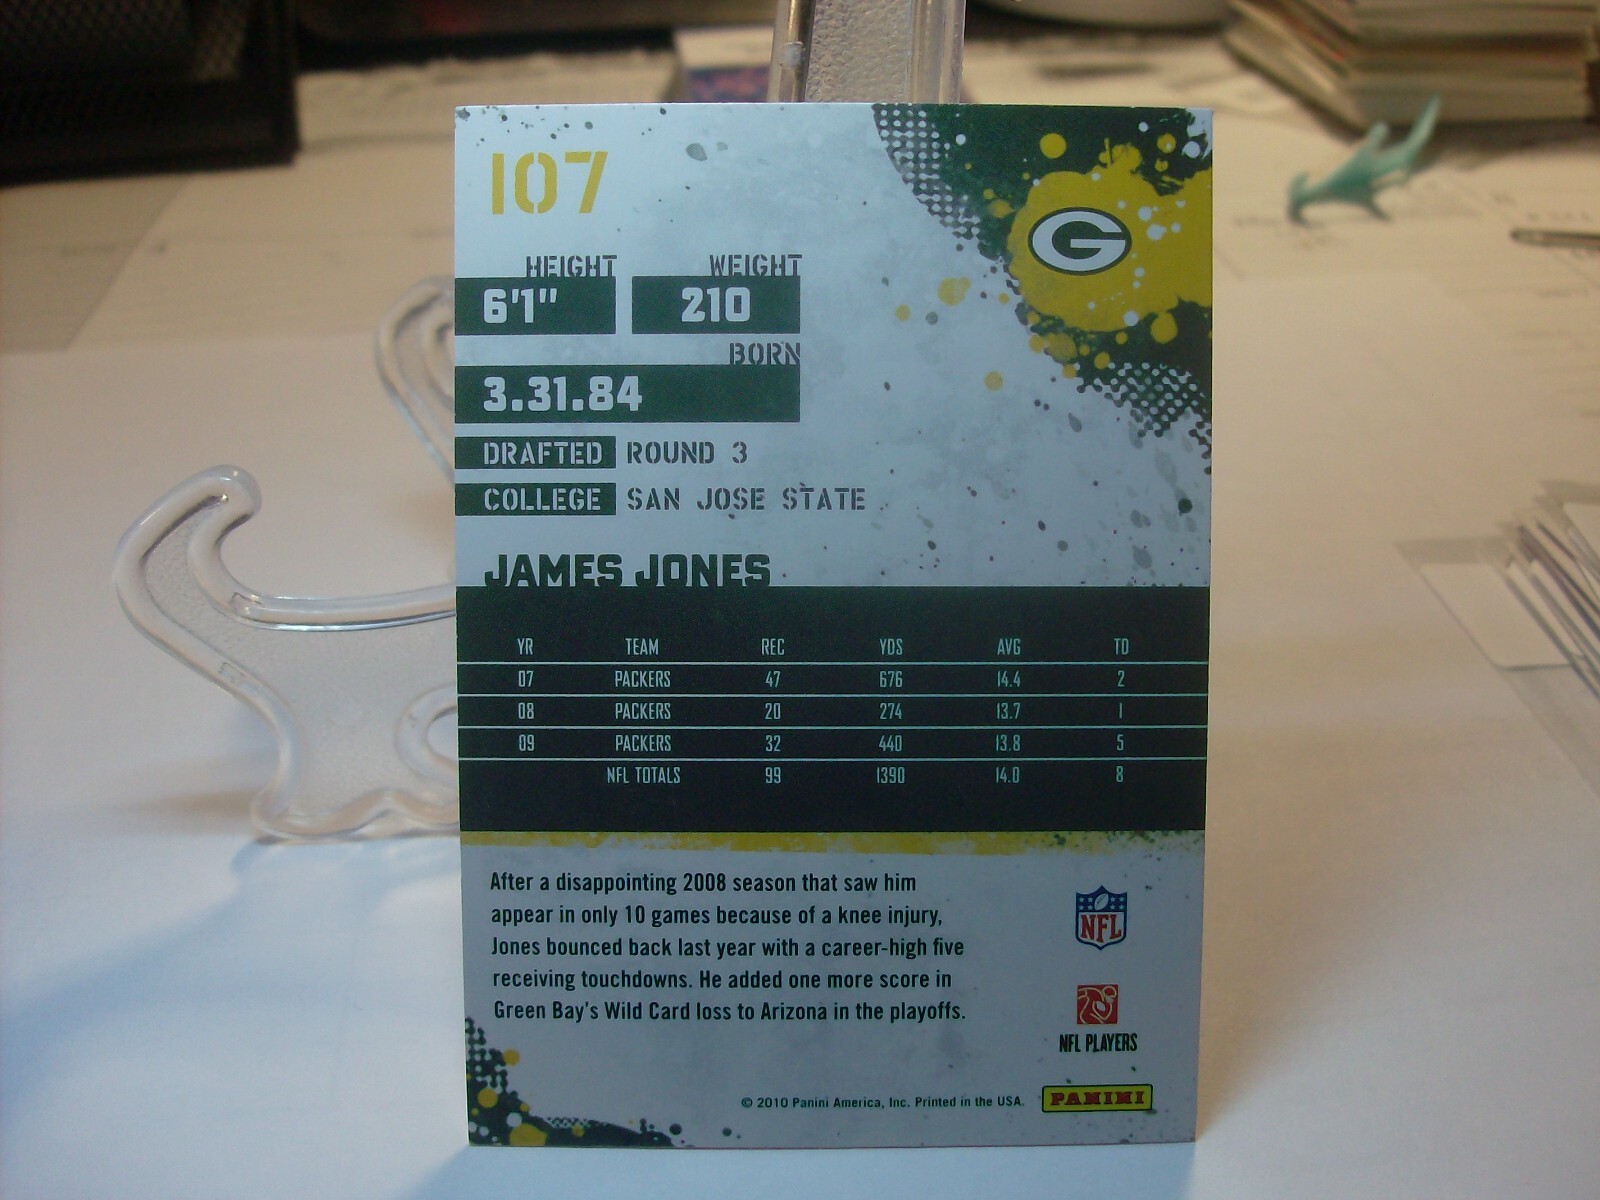 107
G
HEIGHT WEIGHT
6'1" 210
BORN
3.31.84
DRAFTED ROUND 3
COLLEGE SAN JOSE STATE
JAMES JONES
YR TEAM REC YDS AVG TD
07 PACKERS 47 676 14.4 2
08 PACKERS 20 274 13.7 1
09 PACKERS 32 440 13.8 5
NFL TOTALS 99 1390 14.0 8
After a disappointing 2008 season that saw him
appear in only 10 games because of a knee injury,
Jones bounced back last year with a career-high five
receiving touchdowns. He added one more score in
Green Bay's Wild Card loss to Arizona in the playoffs.
NFL
NFL PLAYERS
© 2010 Panini America, Inc. Printed in the USA.
PANINI